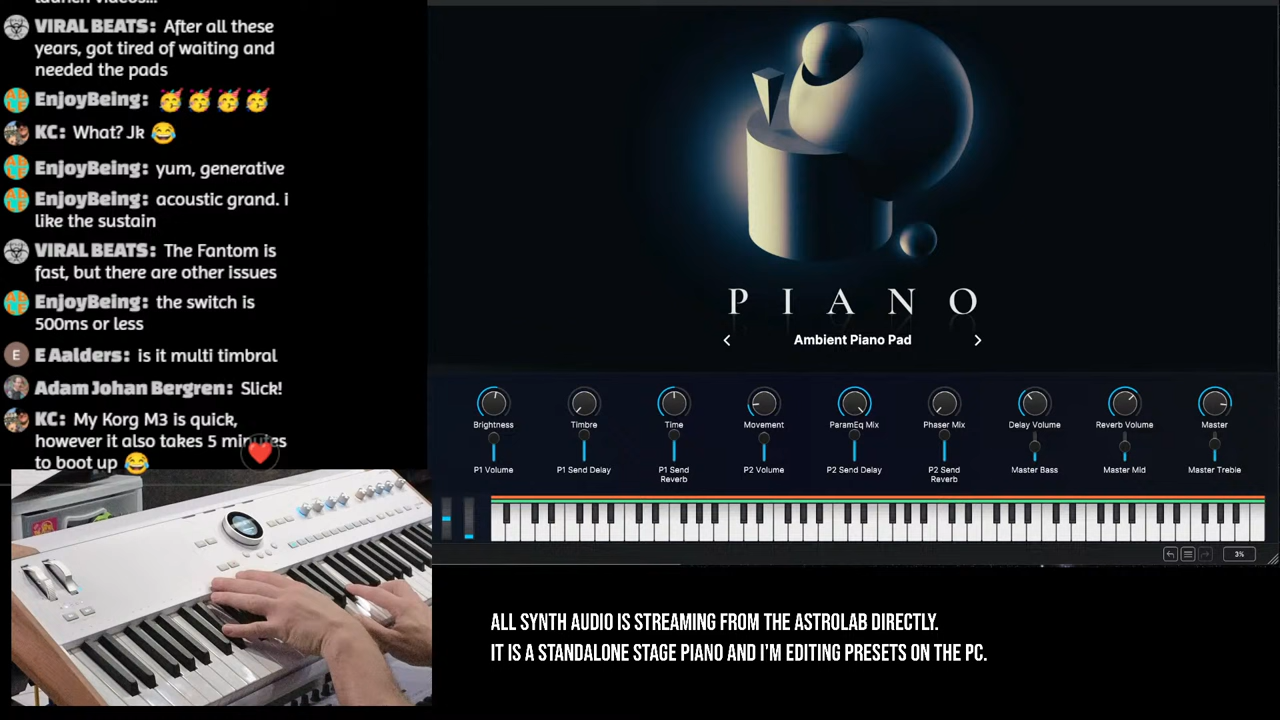 launch videos...
VIRAL BEATS: After all these
years, got tired of waiting and
needed the pads
EnjoyBeing: 🥳 🥳 🥳 🥳
KC: What? Jk 😂
EnjoyBeing: yum, generative
EnjoyBeing: acoustic grand. i
like the sustain
VIRAL BEATS: The Fantom is
fast, but there are other issues
EnjoyBeing: the switch is
500ms or less
E Aalders: is it multi timbral
Adam Johan Bergren: Slick!
KC: My Korg M3 is quick,
however it also takes 5 minutes
to boot up 😂
PIANO
Ambient Piano Pad
Brightness Timbre Time Movement ParamEq Mix Phaser Mix Delay Volume Reverb Volume Master
P1 Volume P1 Send Delay P1 Send Reverb P2 Volume P2 Send Delay P2 Send Reverb Master Bass Master Mid Master Treble
3%
ALL SYNTH AUDIO IS STREAMING FROM THE ASTROLAB DIRECTLY.
IT IS A STANDALONE STAGE PIANO AND I'M EDITING PRESETS ON THE PC.